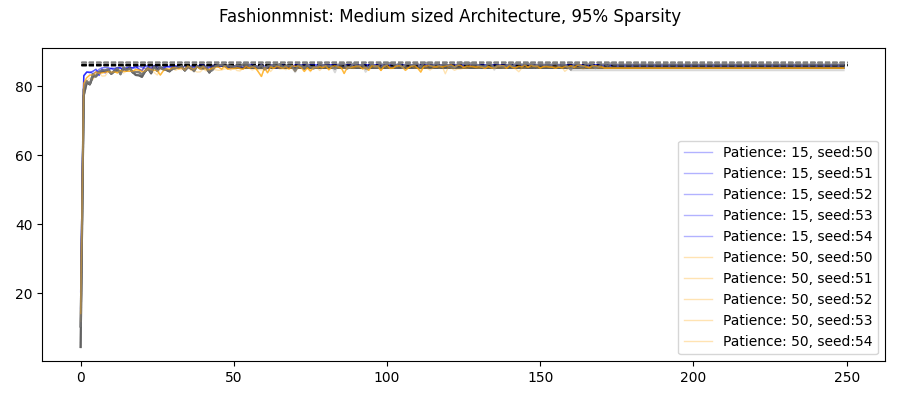 Fashionmnist: Medium sized Architecture, 95% Sparsity
80
60
40
20
Patience: 15, seed:50
Patience: 15, seed:51
Patience: 15, seed:52
Patience: 15, seed:53
Patience: 15, seed:54
Patience: 50, seed:50
Patience: 50, seed:51
Patience: 50, seed:52
Patience: 50, seed:53
Patience: 50, seed:54
0 50 100 150 200 250